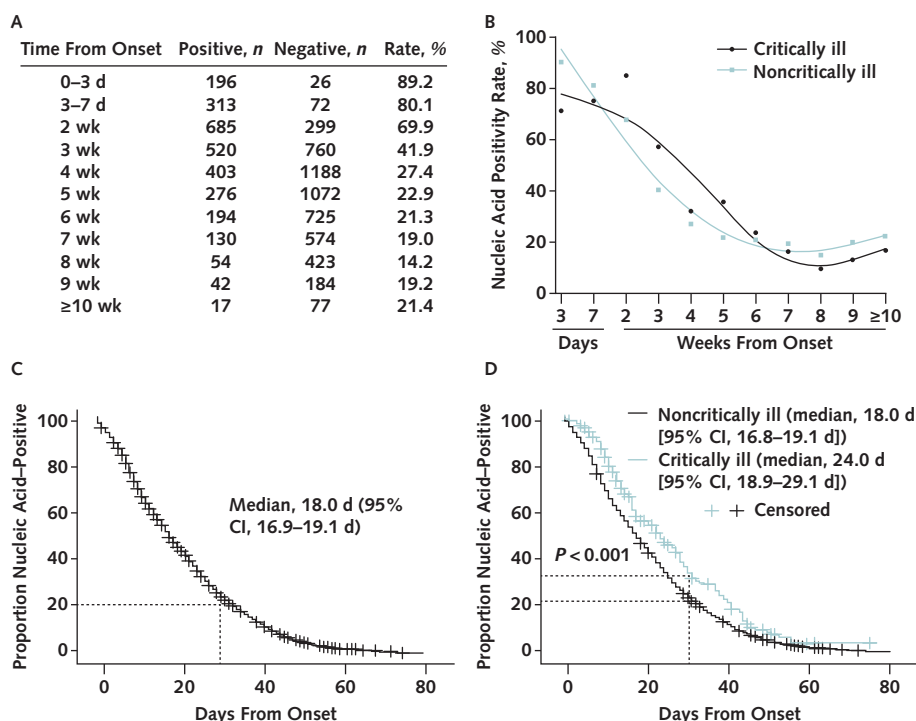 A
Time From Onset Positive, n Negative, n Rate, %
0–3 d 196 26 89.2
3–7 d 313 72 80.1
2 wk 685 299 69.9
3 wk 520 760 41.9
4 wk 403 1188 27.4
5 wk 276 1072 22.9
6 wk 194 725 21.3
7 wk 130 574 19.0
8 wk 54 423 14.2
9 wk 42 184 19.2
≥10 wk 17 77 21.4
B
Nucleic Acid Positivity Rate, %
100
80
60
40
20
0
Critically ill
Noncritically ill
3 7 2 3 4 5 6 7 8 9 ≥10
Days Weeks From Onset
C
Proportion Nucleic Acid–Positive
100
80
60
40
20
0
Median, 18.0 d (95%
CI, 16.9–19.1 d)
0 20 40 60 80
Days From Onset
D
Proportion Nucleic Acid–Positive
100
80
60
40
20
0
Noncritically ill (median, 18.0 d
[95% CI, 16.8–19.1 d])
Critically ill (median, 24.0 d
[95% CI, 18.9–29.1 d])
Censored
P < 0.001
0 20 40 60 80
Days From Onset